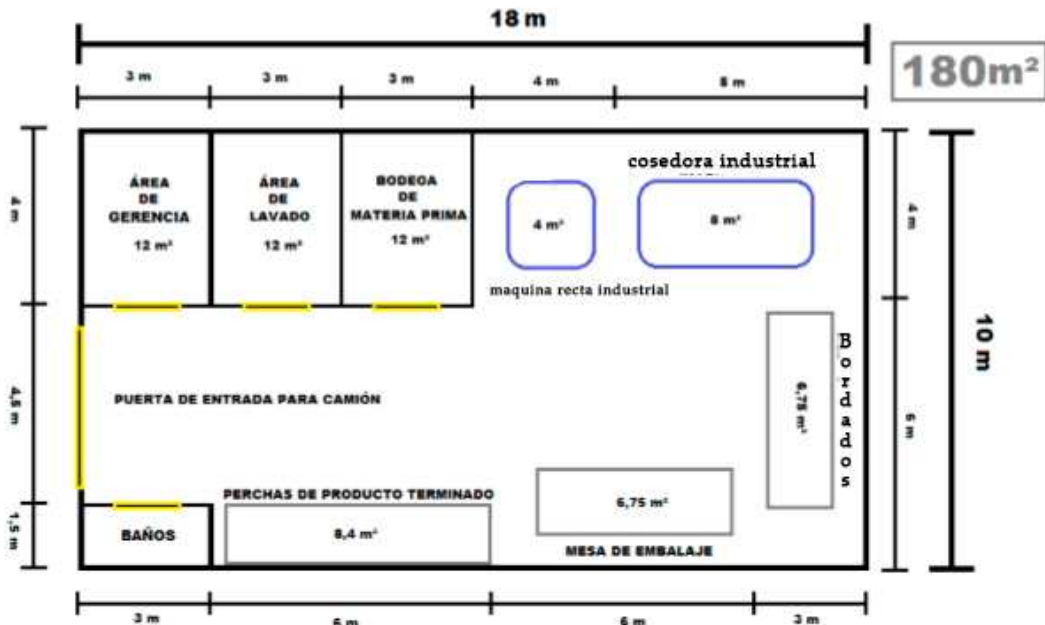 18 m
180m²
3 m
3 m
3 m
4 m
8 m
4 m
4,5 m
1,5 m
ÁREA
DE
GERENCIA
12 m²
ÁREA
DE
LAVADO
12 m²
BODEGA
DE
MATERIA PRIMA
12 m²
cosedora industrial
4 m²
8 m²
maquina recta industrial
4 m
6 m
10 m
PUERTA DE ENTRADA PARA CAMIÓN
6,75 m²
Bordados
PERCHAS DE PRODUCTO TERMINADO
8,4 m²
BAÑOS
6,75 m²
MESA DE EMBALAJE
3 m
6 m
6 m
3 m